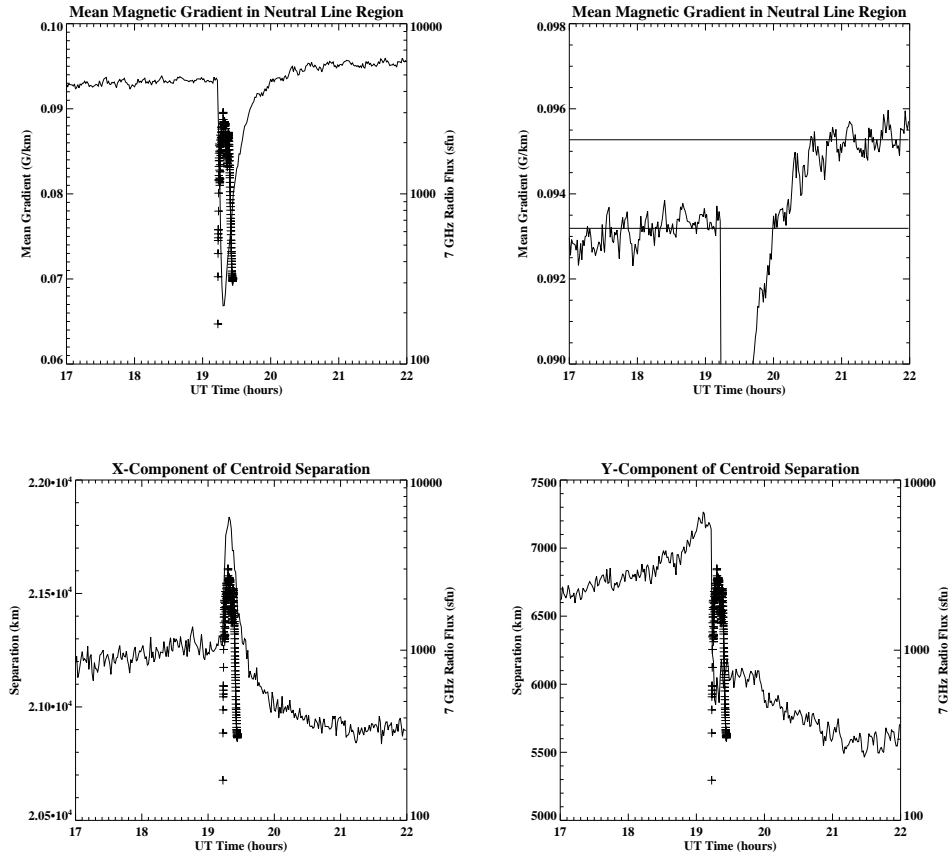 Mean Magnetic Gradient in Neutral Line Region
0.10
0.09
0.08
0.07
0.06
Mean Gradient (G/km)
10000
1000
100
7 GHz Radio Flux (sfu)
17 18 19 20 21 22
UT Time (hours)
Mean Magnetic Gradient in Neutral Line Region
0.098
0.096
0.094
0.092
0.090
Mean Gradient (G/km)
17 18 19 20 21 22
UT Time (hours)
X-Component of Centroid Separation
2.20•10⁴
2.15•10⁴
2.10•10⁴
2.05•10⁴
Separation (km)
10000
1000
100
7 GHz Radio Flux (sfu)
17 18 19 20 21 22
UT Time (hours)
Y-Component of Centroid Separation
7500
7000
6500
6000
5500
5000
Separation (km)
10000
1000
100
7 GHz Radio Flux (sfu)
17 18 19 20 21 22
UT Time (hours)